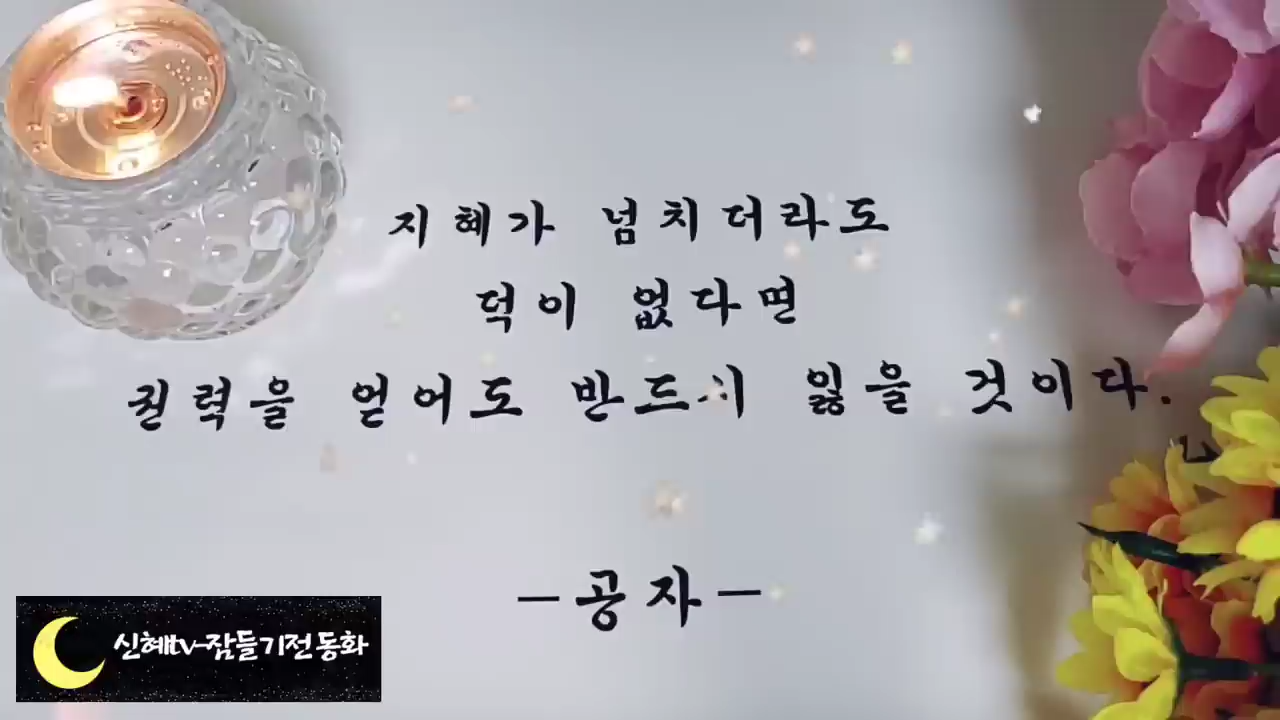 지혜가 넘치더라도
덕이 없다면
권력을 얻어도 반드시 잃을 것이다.
-공자-
신혜tv-잠들기전 동화